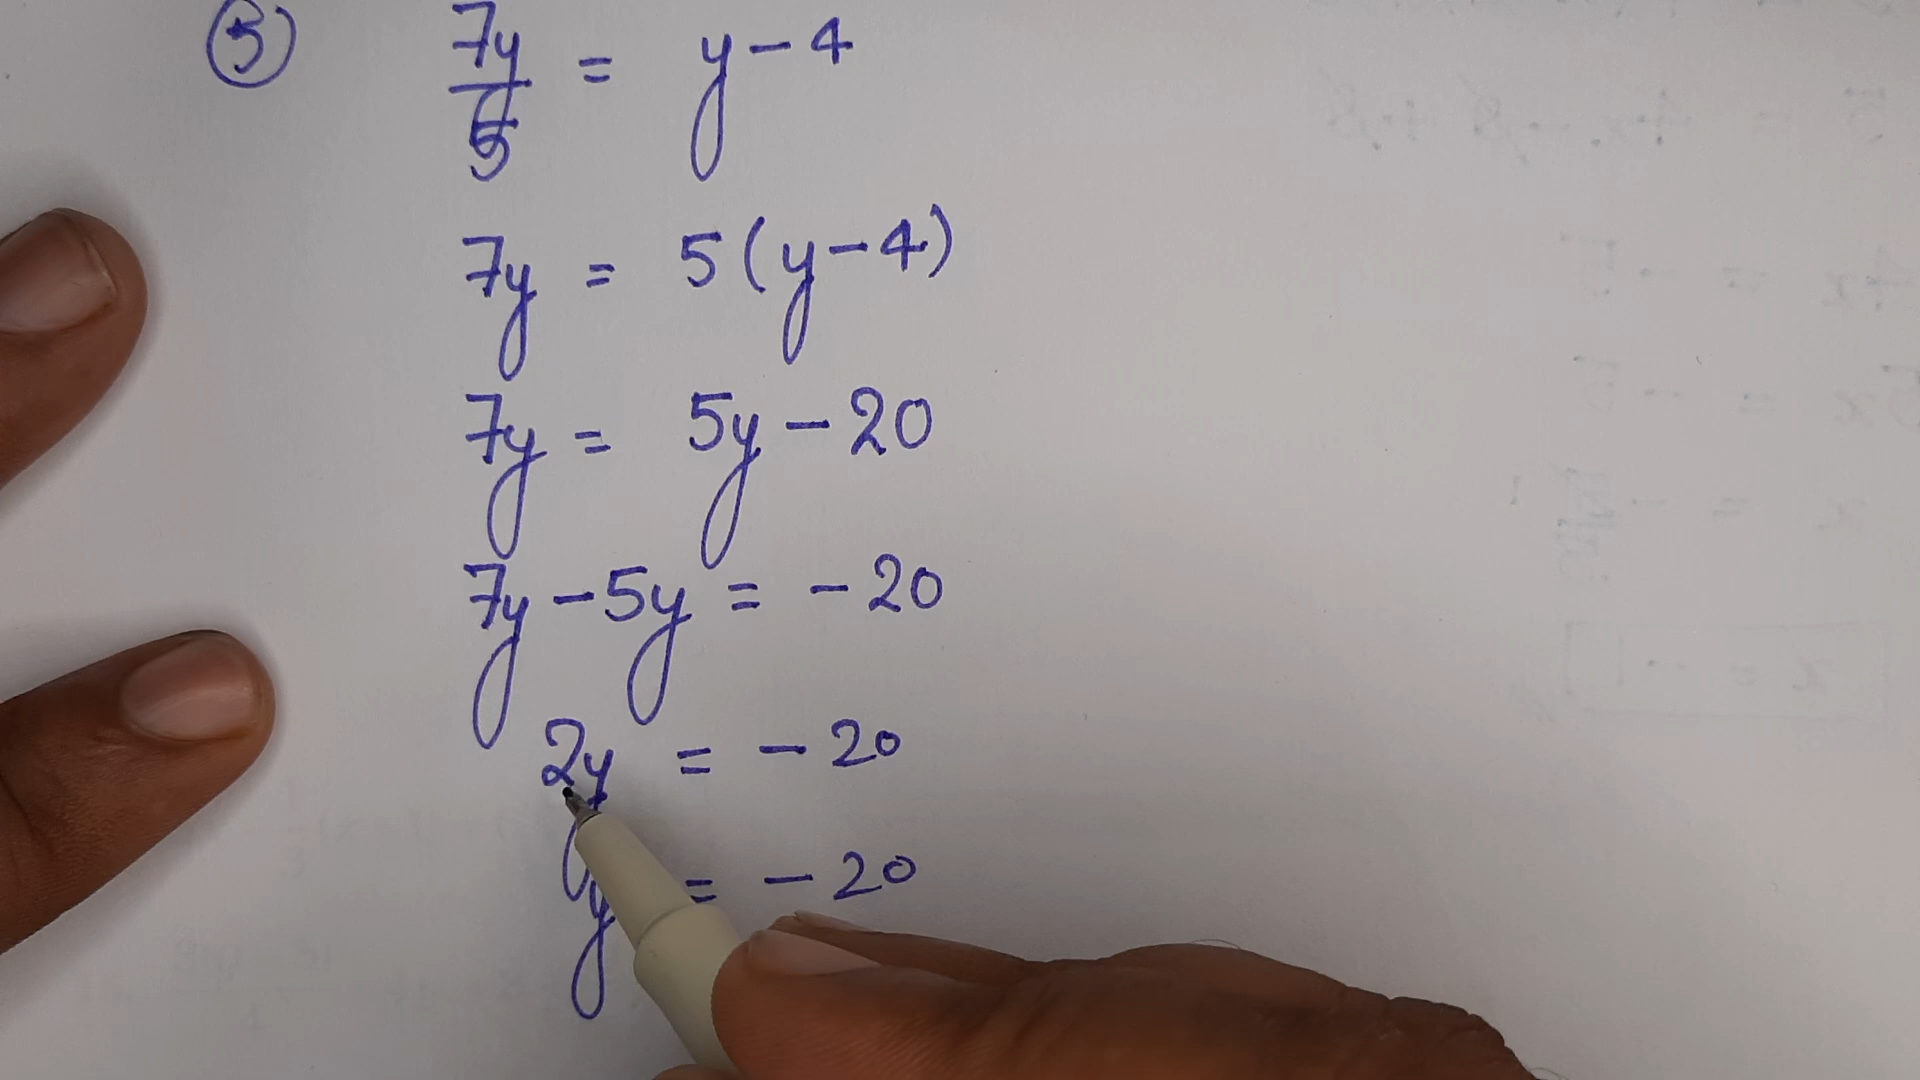 ⑤ 7y/5 = y - 4
7y = 5(y - 4)
7y = 5y - 20
7y - 5y = - 20
2y = - 20
y = - 20